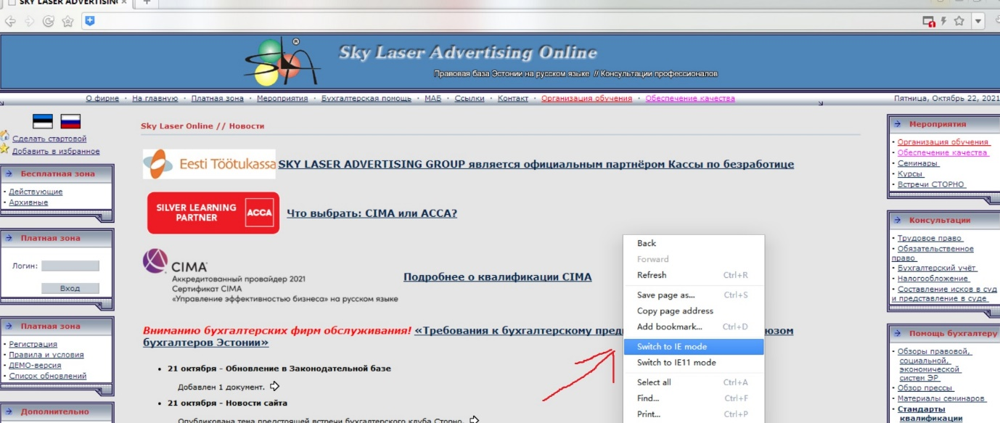 SKY LASER ADVERTISIN
Sky Laser Advertising Online
Правовая база Эстонии на русском языке // Консультации профессионалов
О фирме · На главную · Платная зона · Мероприятия · Бухгалтерская помощь · МАБ · Ссылки · Контакт · Организация обучения · Обеспечение качества
Пятница, Октябрь 22, 2021
Сделать стартовой
Добавить в избранное
Бесплатная зона
Действующие
Архивные
Платная зона
Логин:
Вход
Платная зона
Регистрация
Правила и условия
ДЕМО-версия
Список обновлений
Дополнительно
Sky Laser Online // Новости
Eesti Töötukassa SKY LASER ADVERTISING GROUP является официальным партнёром Кассы по безработице
SILVER LEARNING
PARTNER
ACCA
Что выбрать: CIMA или ACCA?
CIMA
Аккредитованный провайдер 2021
Сертификат CIMA
«Управление эффективностью бизнеса» на русском языке
Подробнее о квалификации CIMA
Вниманию бухгалтерских фирм обслуживания! «Требования к бухгалтерскому
бухгалтеров Эстонии»
• 21 октября - Обновление в Законодательной базе
Добавлен 1 документ.
• 21 октября - Новости сайта
Опубликована тема предстоящей встречи бухгалтерского клуба Сторно.
Back
Forward
Refresh Ctrl+R
Save page as... Ctrl+S
Copy page address
Add bookmark... Ctrl+D
Switch to IE mode
Switch to IE11 mode
Select all Ctrl+A
Find... Ctrl+F
Print... Ctrl+P
Мероприятия
Организация обучения
Обеспечение качества
Семинары
Курсы
Встречи СТОРНО
Консультации
Трудовое право
Обязательственное
право
Бухгалтерский учёт
Налогообложение
Составление исков в суд
и представление в суде
Помощь бухгалтеру
Обзоры правовой,
социальной,
экономической
систем ЭР
Обзор прессы
Материалы семинаров
Стандарты
квалификации